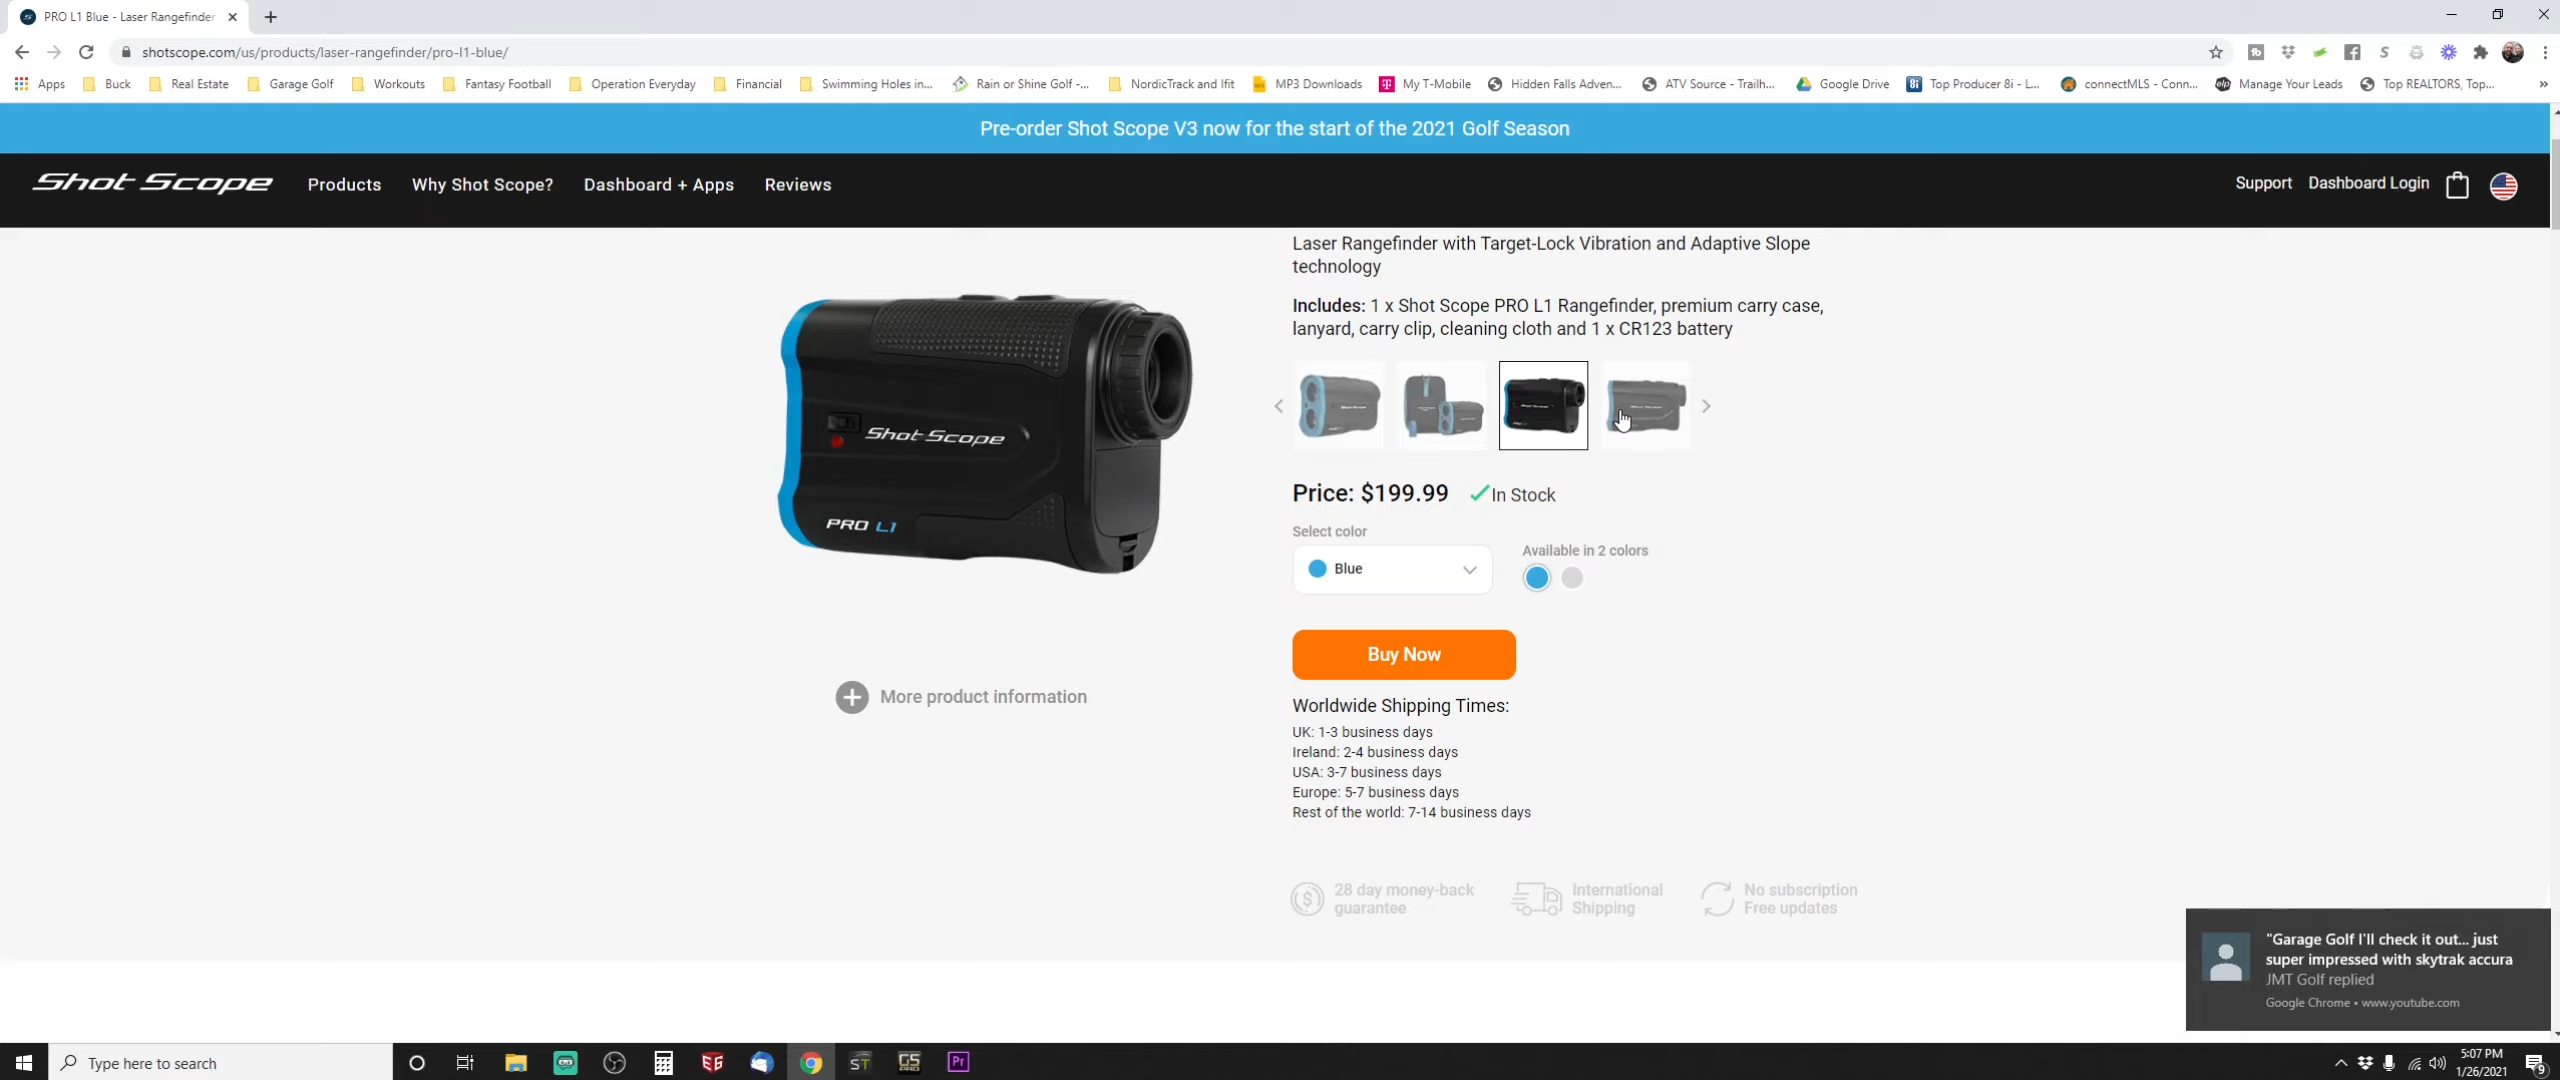 PRO L1 Blue - Laser Rangefinder
shotscope.com/us/products/laser-rangefinder/pro-l1-blue/
Apps Buck Real Estate Garage Golf Workouts Fantasy Football Operation Everyday Financial Swimming Holes in... Rain or Shine Golf -... NordicTrack and Ifit MP3 Downloads My T-Mobile Hidden Falls Adven... ATV Source - Trailh... Google Drive Top Producer 8i - L... connectMLS - Conn... Manage Your Leads Top REALTORS, Top... »
Pre-order Shot Scope V3 now for the start of the 2021 Golf Season
Shot Scope Products Why Shot Scope? Dashboard + Apps Reviews Support Dashboard Login
Laser Rangefinder with Target-Lock Vibration and Adaptive Slope
technology
Includes: 1 x Shot Scope PRO L1 Rangefinder, premium carry case,
lanyard, carry clip, cleaning cloth and 1 x CR123 battery
Shot Scope
PRO L1
Price: $199.99 In Stock
Select color
Available in 2 colors
Blue
Buy Now
More product information
Worldwide Shipping Times:
UK: 1-3 business days
Ireland: 2-4 business days
USA: 3-7 business days
Europe: 5-7 business days
Rest of the world: 7-14 business days
28 day money-back
guarantee
International
Shipping
No subscription
Free updates
"Garage Golf I'll check it out... just
super impressed with skytrak accura
JMT Golf replied
Google Chrome • www.youtube.com
Type here to search
ST
GS
PRO
Pr
5:07 PM
1/26/2021
9